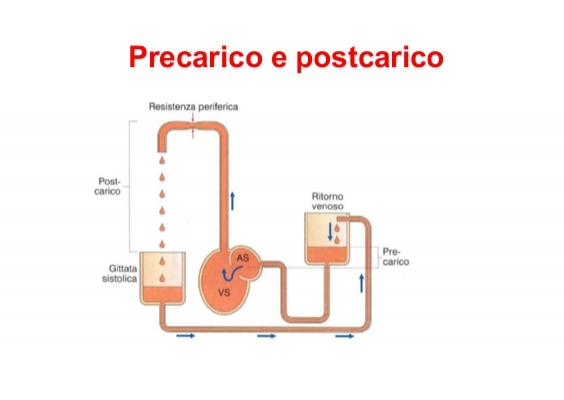 Precarico e postcarico
Resistenza periferica
Post-
carico
Ritorno
venoso
Pre-
carico
Gittata
sistolica
AS
VS